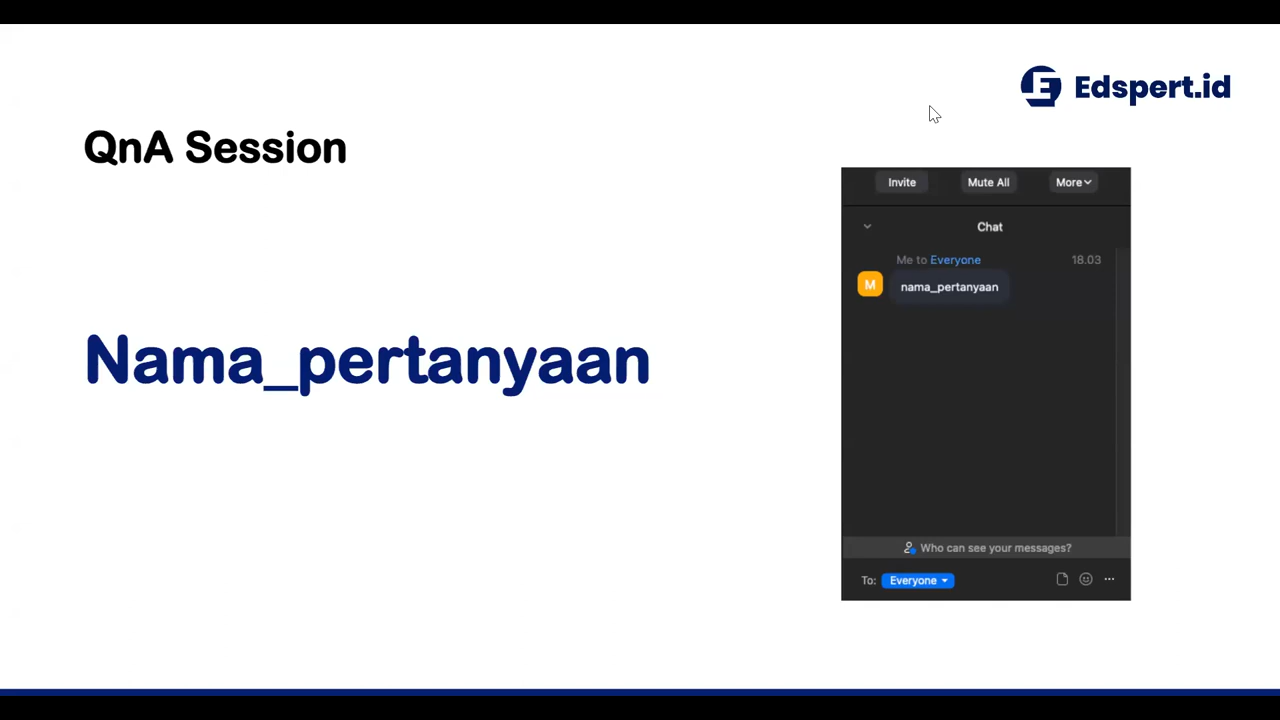 Edspert.id
QnA Session
Nama_pertanyaan
Invite
Mute All
More
Chat
Me to Everyone
18.03
M
nama_pertanyaan
Who can see your messages?
To: Everyone